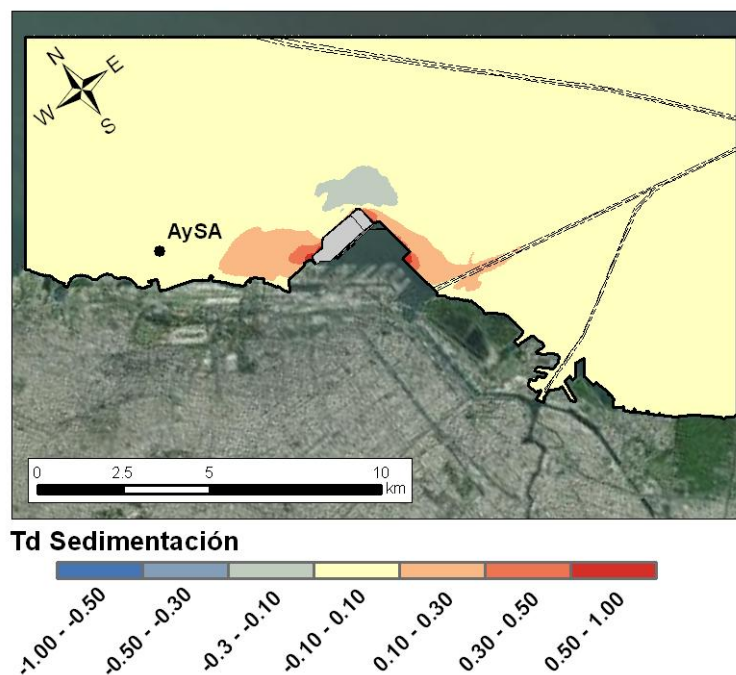 N
E
W
S
AySA
0 2.5 5 10
km
Td Sedimentación
-1.00 - -0.50
-0.50 - -0.30
-0.3 - -0.10
-0.10 - 0.10
0.10 - 0.30
0.30 - 0.50
0.50 - 1.00